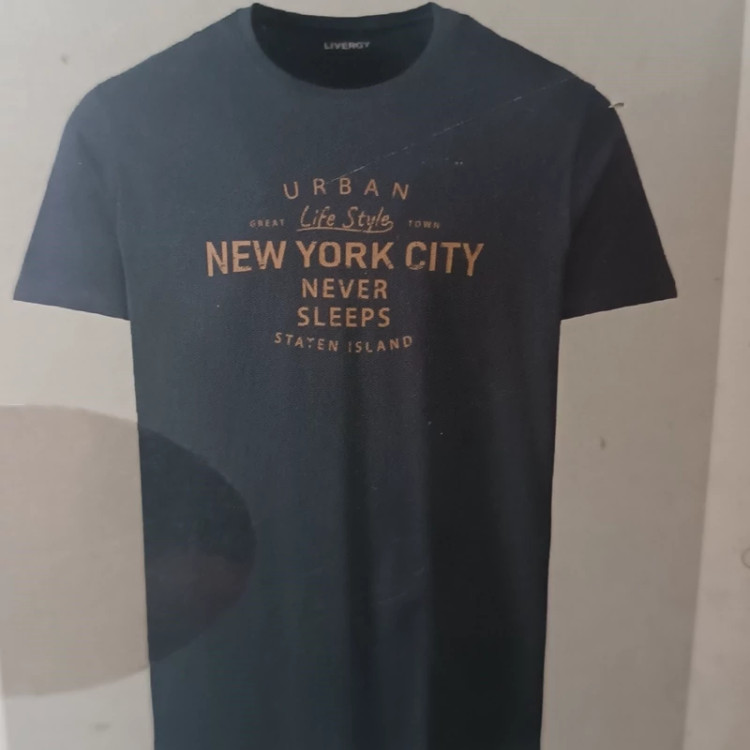 LIVERGY
URBAN
GREAT Life Style TOWN
NEW YORK CITY
NEVER
SLEEPS
STATEN ISLAND